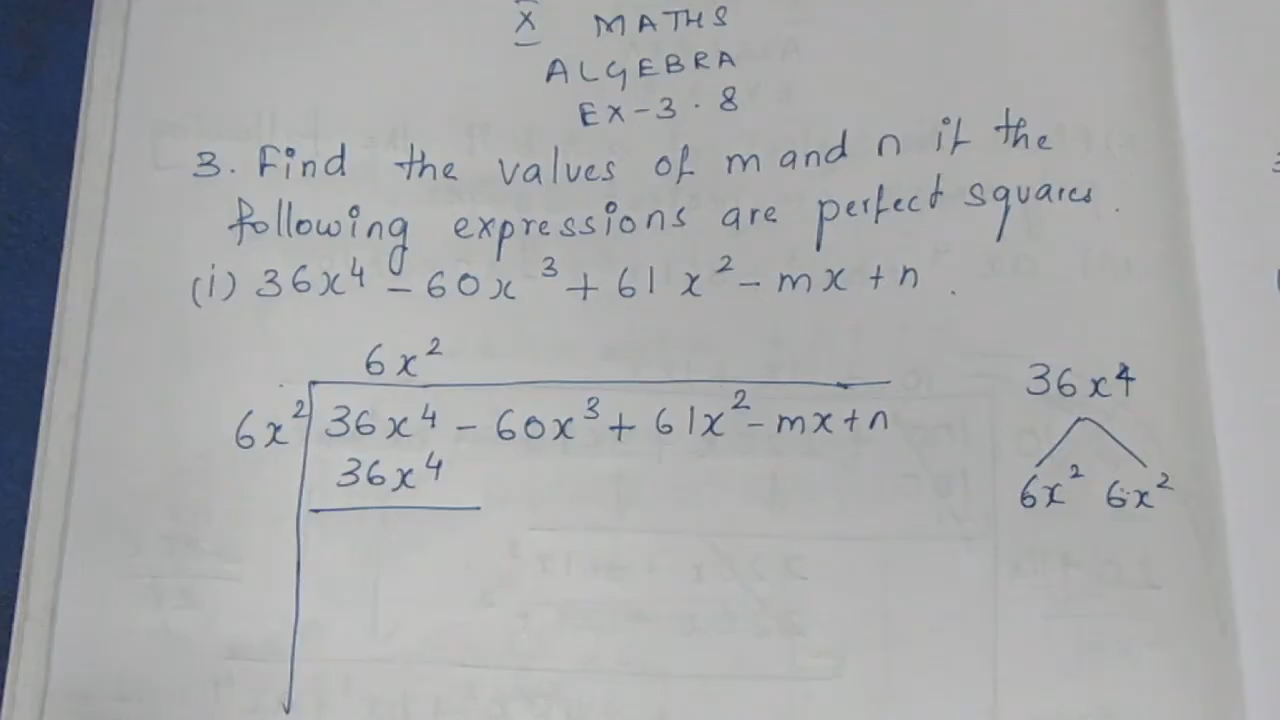 X MATHS
ALGEBRA
EX-3.8
3. Find the values of m and n if the
following expressions are perfect squares.
(i) 36x⁴ - 60x³ + 61x² - mx + n.
6x²
6x² 36x⁴ - 60x³ + 61x² - mx + n
36x⁴
36x⁴
6x² 6x²